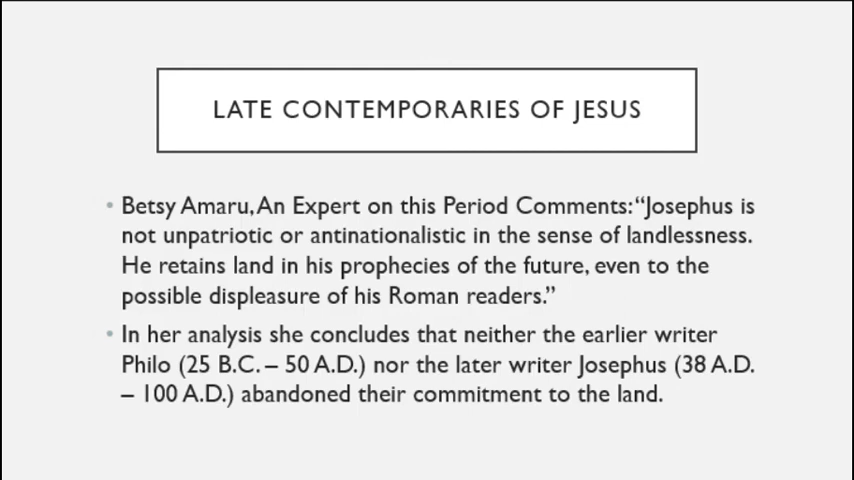 LATE CONTEMPORARIES OF JESUS
• Betsy Amaru, An Expert on this Period Comments: “Josephus is
not unpatriotic or antinationalistic in the sense of landlessness.
He retains land in his prophecies of the future, even to the
possible displeasure of his Roman readers.”
• In her analysis she concludes that neither the earlier writer
Philo (25 B.C. – 50 A.D.) nor the later writer Josephus (38 A.D.
– 100 A.D.) abandoned their commitment to the land.